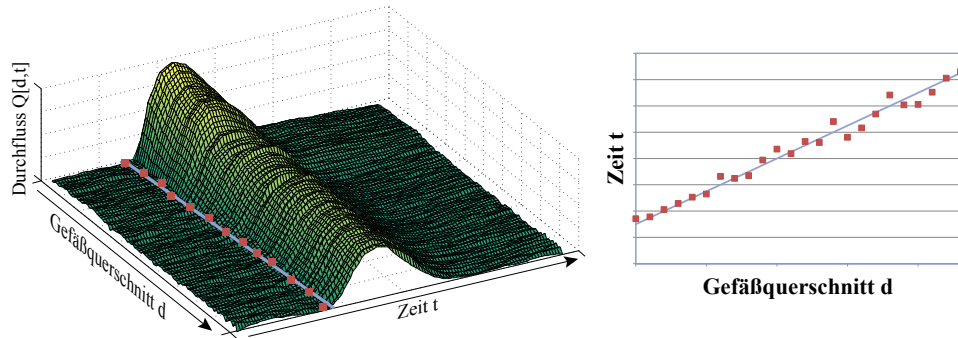 Durchfluss Q[d,t]
Gefäßquerschnitt d
Zeit t
Zeit t
Gefäßquerschnitt d